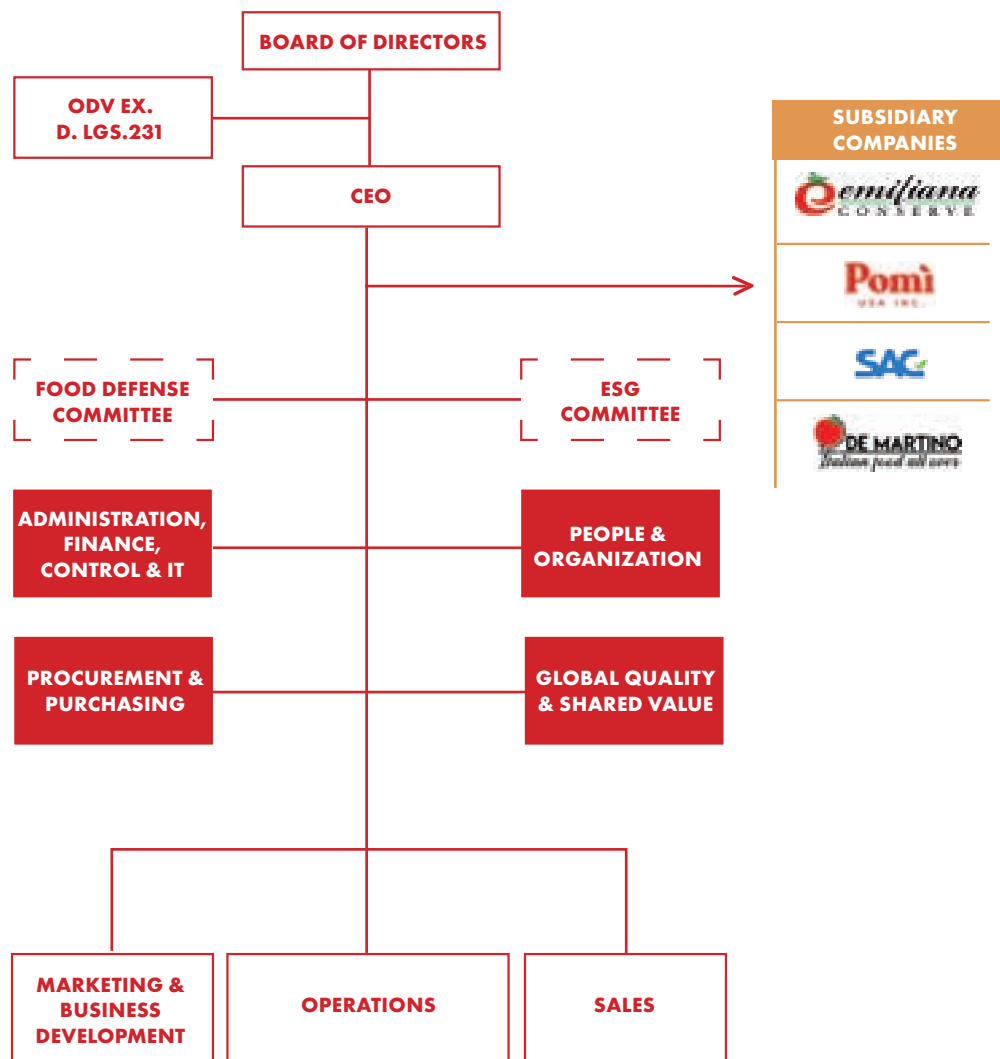 BOARD OF DIRECTORS
ODV EX.
D. LGS.231
CEO
SUBSIDIARY
COMPANIES
emiliana
CONSERVE
Pomì
USA INC.
SAC
DE MARTINO
Italian food all over
FOOD DEFENSE
COMMITTEE
ESG
COMMITTEE
ADMINISTRATION,
FINANCE,
CONTROL & IT
PEOPLE &
ORGANIZATION
PROCUREMENT &
PURCHASING
GLOBAL QUALITY
& SHARED VALUE
MARKETING &
BUSINESS
DEVELOPMENT
OPERATIONS
SALES